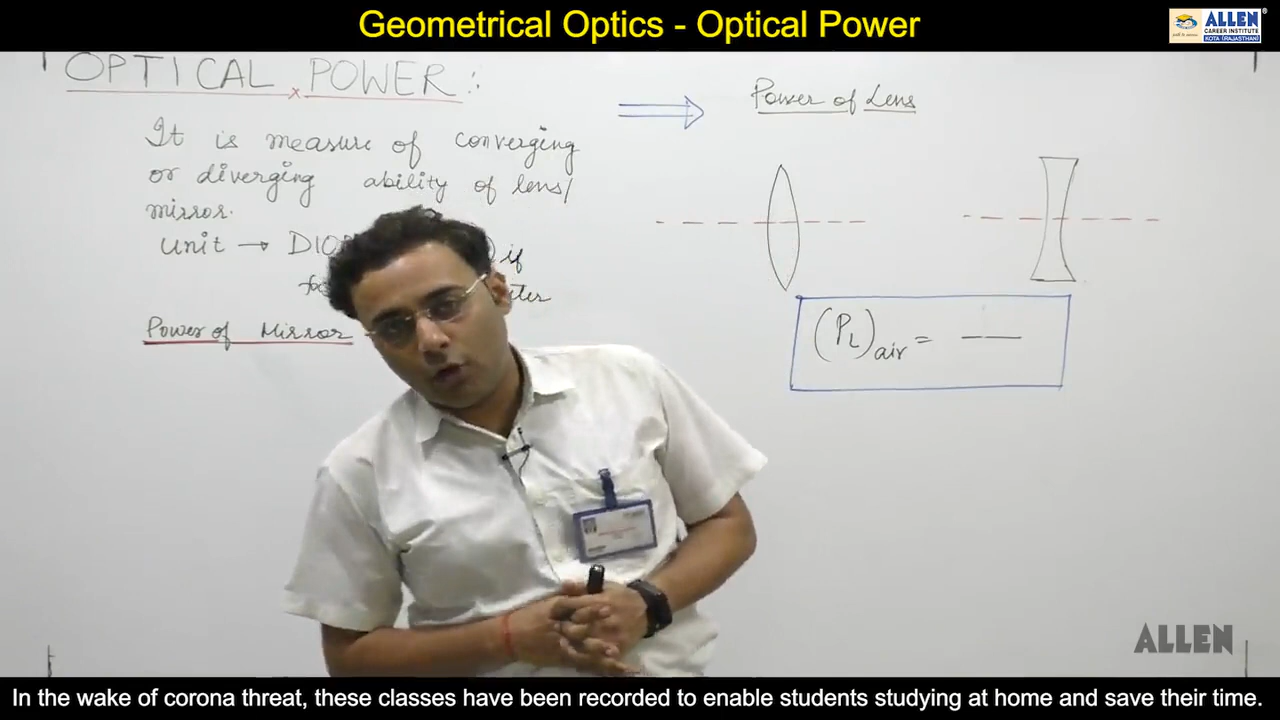 Geometrical Optics - Optical Power
ALLEN
CAREER INSTITUTE
KOTA (RAJASTHAN)
OPTICAL POWER :
It is measure of converging
or diverging ability of lens/
mirror.
unit → if
Power of Mirror
⇒ Power of Lens
(P_L)_air = — —
ALLEN
In the wake of corona threat, these classes have been recorded to enable students studying at home and save their time.